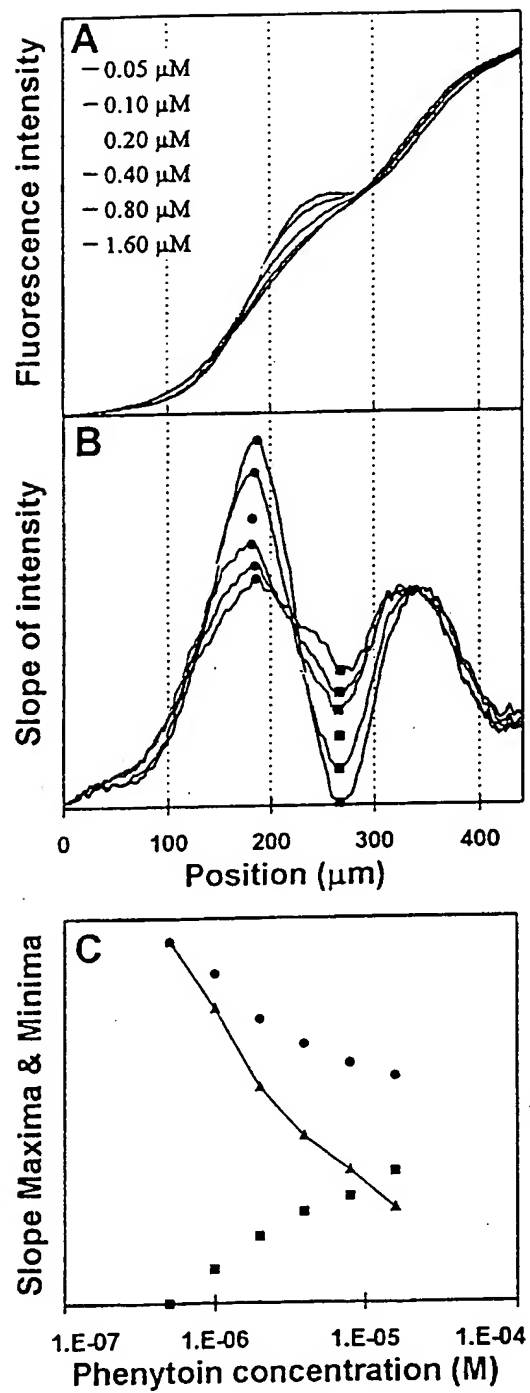 A
− 0.05 μM
− 0.10 μM
0.20 μM
− 0.40 μM
− 0.80 μM
− 1.60 μM
Fluorescence intensity
B
Slope of intensity
0 100 200 300 400
Position (μm)
C
Slope Maxima & Minima
1.E-07 1.E-06 1.E-05 1.E-04
Phenytoin concentration (M)